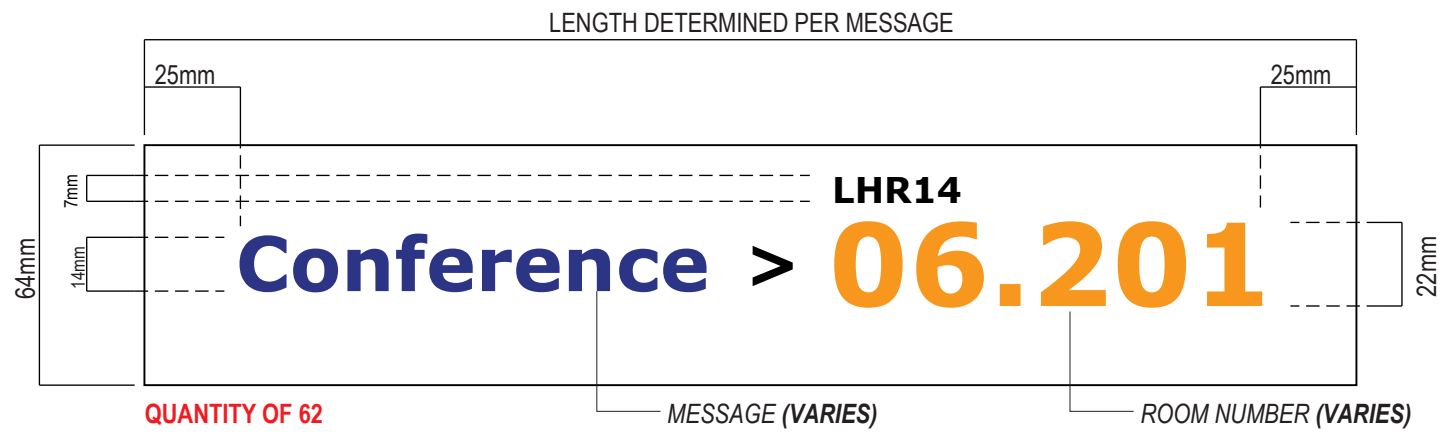 LENGTH DETERMINED PER MESSAGE
25mm
25mm
7mm
LHR14
64mm
14mm
Conference > 06.201
22mm
QUANTITY OF 62
MESSAGE (VARIES)
ROOM NUMBER (VARIES)